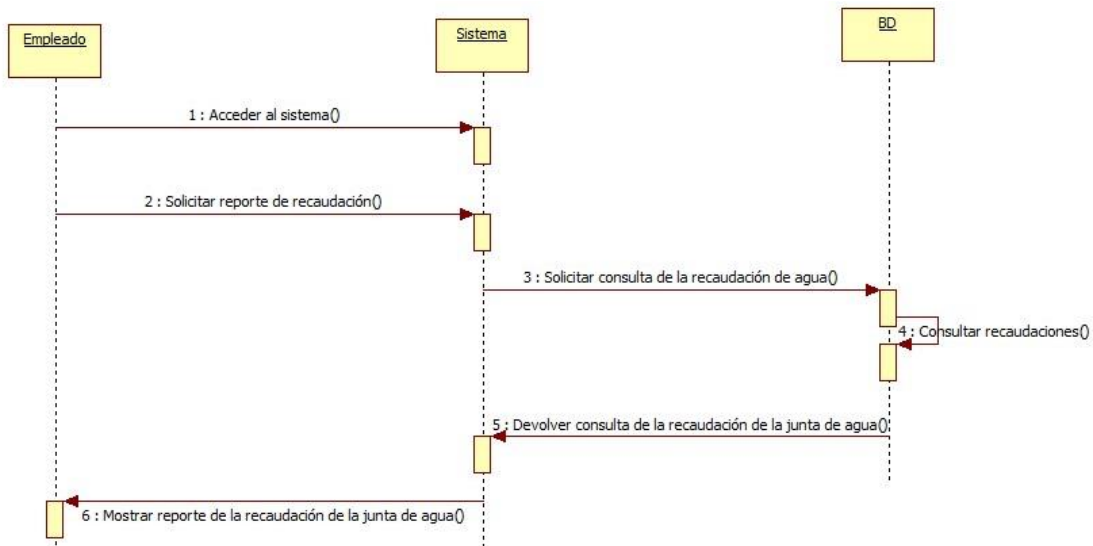 Empleado
Sistema
BD
1 : Acceder al sistema()
2 : Solicitar reporte de recaudación()
3 : Solicitar consulta de la recaudación de agua()
4 : Consultar recaudaciones()
5 : Devolver consulta de la recaudación de la junta de agua()
6 : Mostrar reporte de la recaudación de la junta de agua()